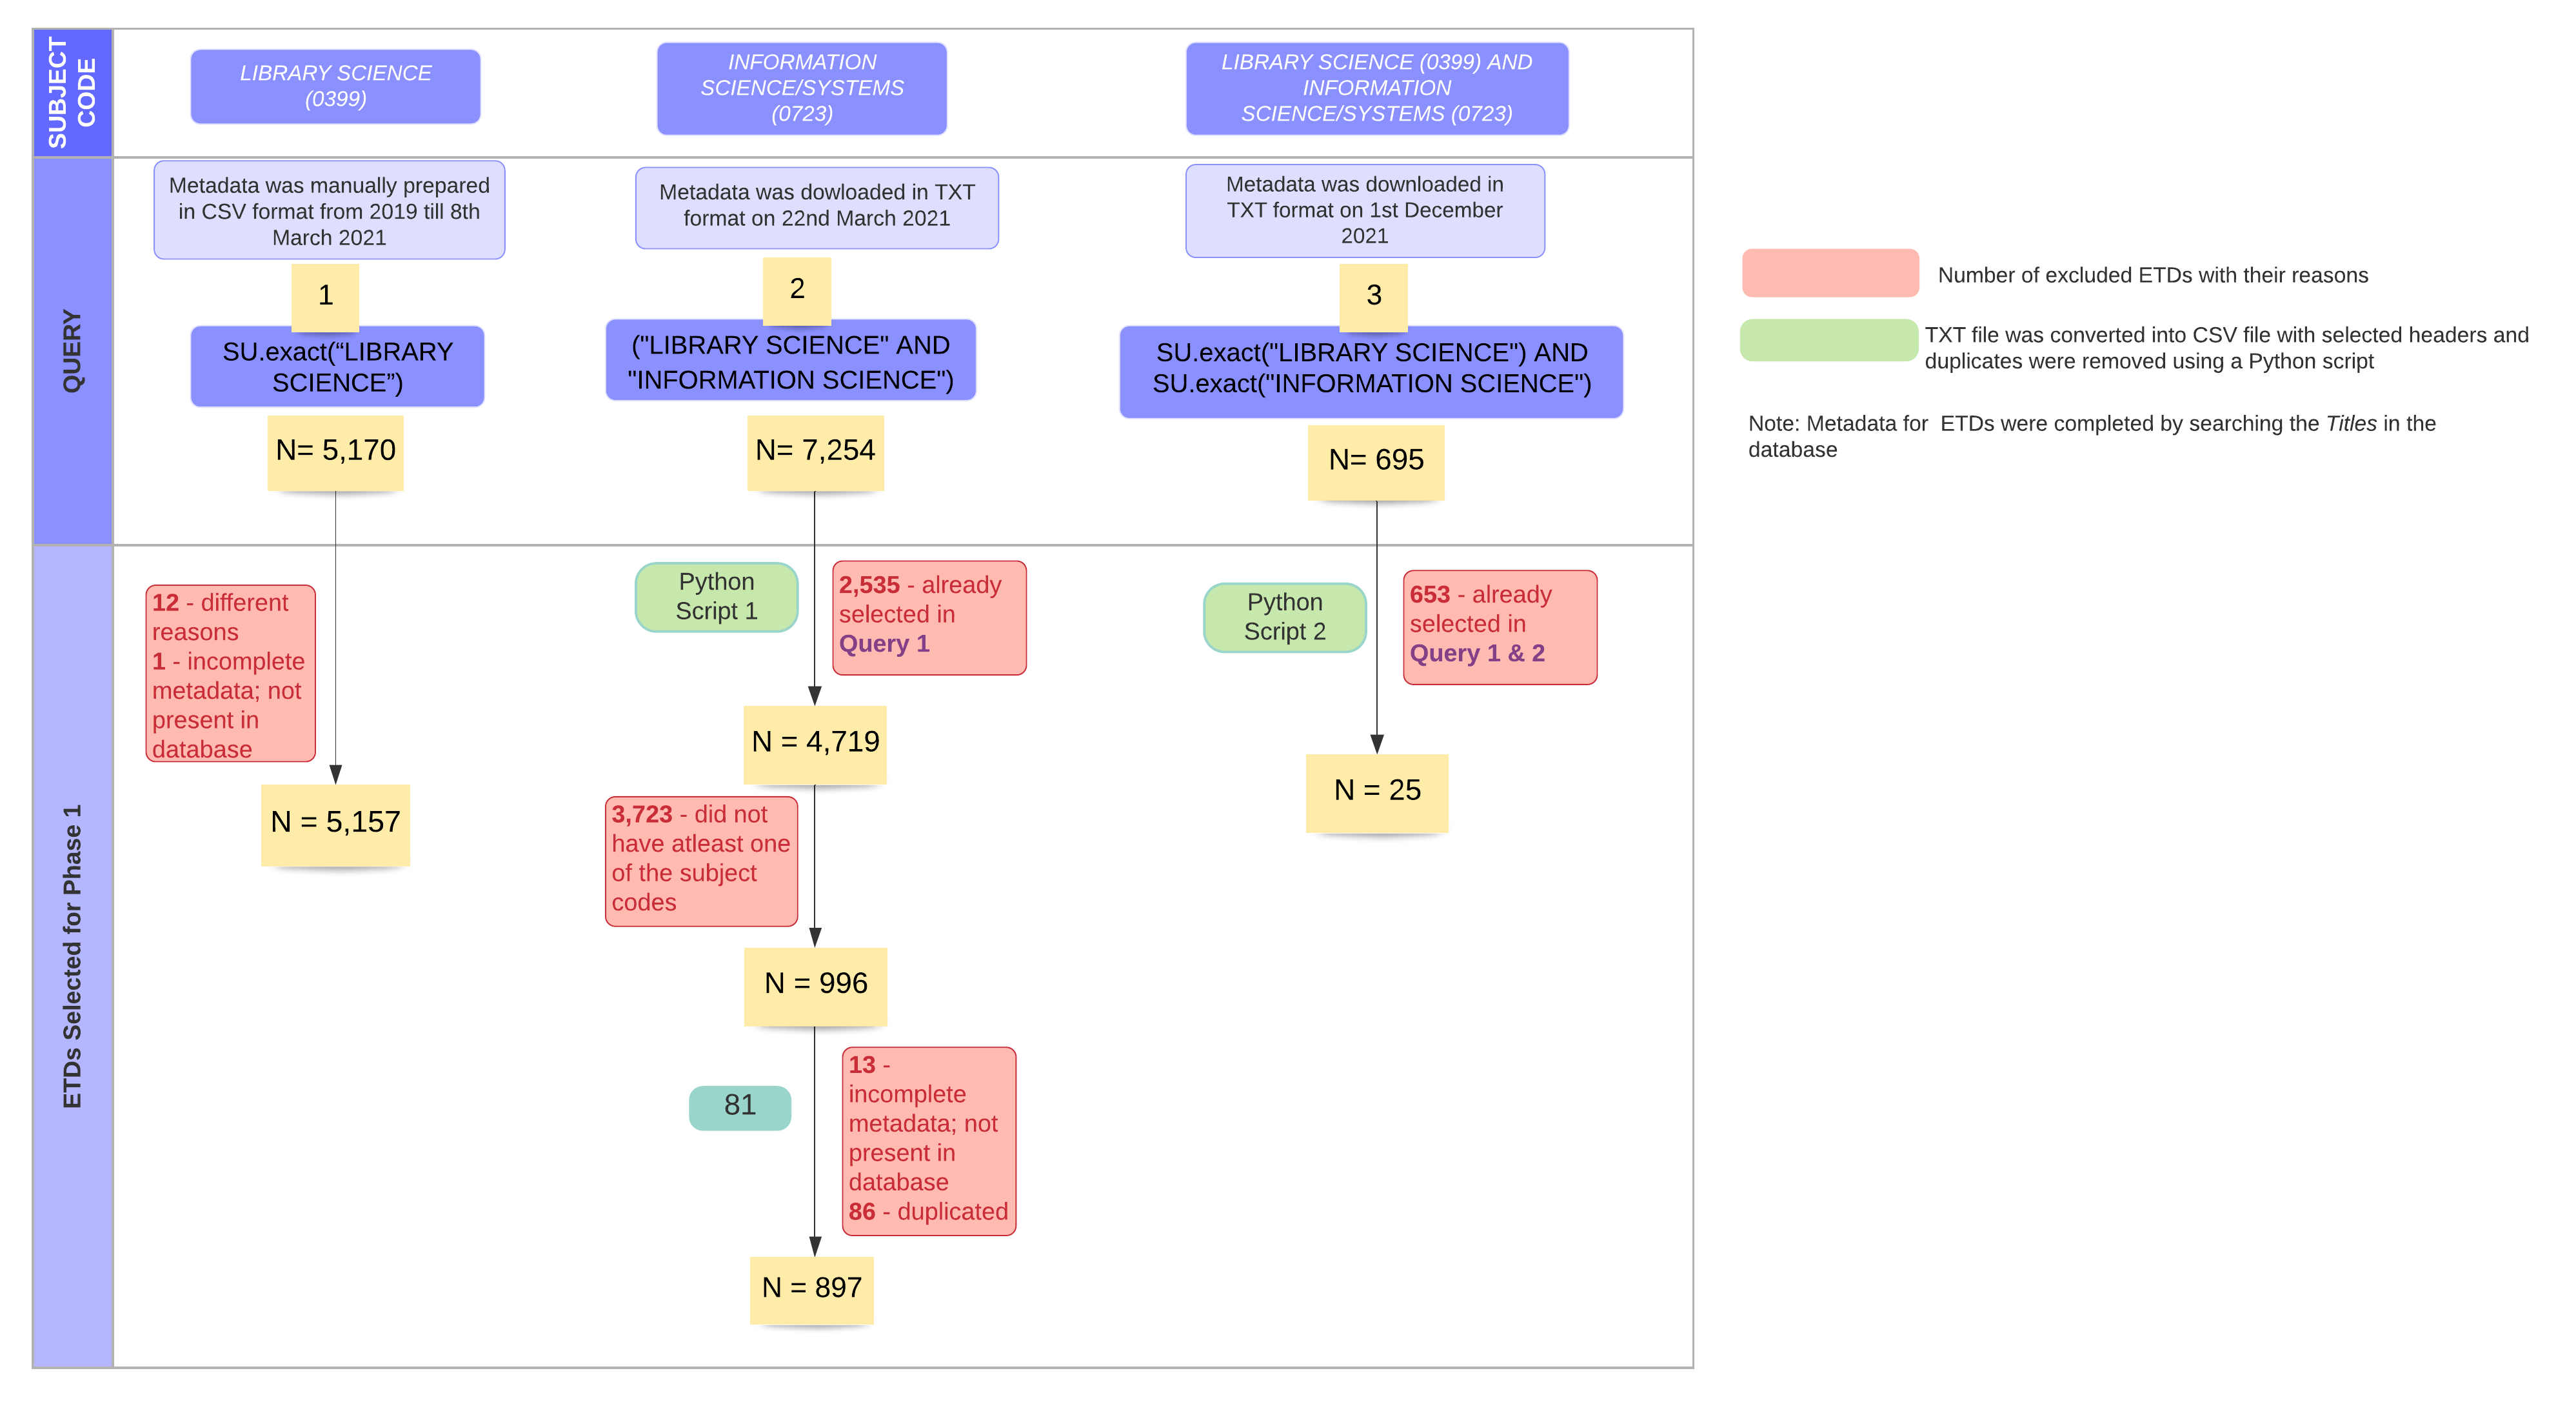 SUBJECT
CODE
LIBRARY SCIENCE
(0399)
INFORMATION
SCIENCE/SYSTEMS
(0723)
LIBRARY SCIENCE (0399) AND
INFORMATION
SCIENCE/SYSTEMS (0723)
QUERY
Metadata was manually prepared
in CSV format from 2019 till 8th
March 2021
1
SU.exact(“LIBRARY
SCIENCE”)
N= 5,170
Metadata was dowloaded in TXT
format on 22nd March 2021
2
("LIBRARY SCIENCE" AND
"INFORMATION SCIENCE")
N= 7,254
Metadata was downloaded in
TXT format on 1st December
2021
3
SU.exact("LIBRARY SCIENCE") AND
SU.exact("INFORMATION SCIENCE")
N= 695
ETDs Selected for Phase 1
12 - different
reasons
1 - incomplete
metadata; not
present in
database
N = 5,157
Python
Script 1
2,535 - already
selected in
Query 1
N = 4,719
3,723 - did not
have atleast one
of the subject
codes
N = 996
81
13 -
incomplete
metadata; not
present in
database
86 - duplicated
N = 897
Python
Script 2
653 - already
selected in
Query 1 & 2
N = 25
Number of excluded ETDs with their reasons
TXT file was converted into CSV file with selected headers and
duplicates were removed using a Python script
Note: Metadata for  ETDs were completed by searching the Titles in the
database